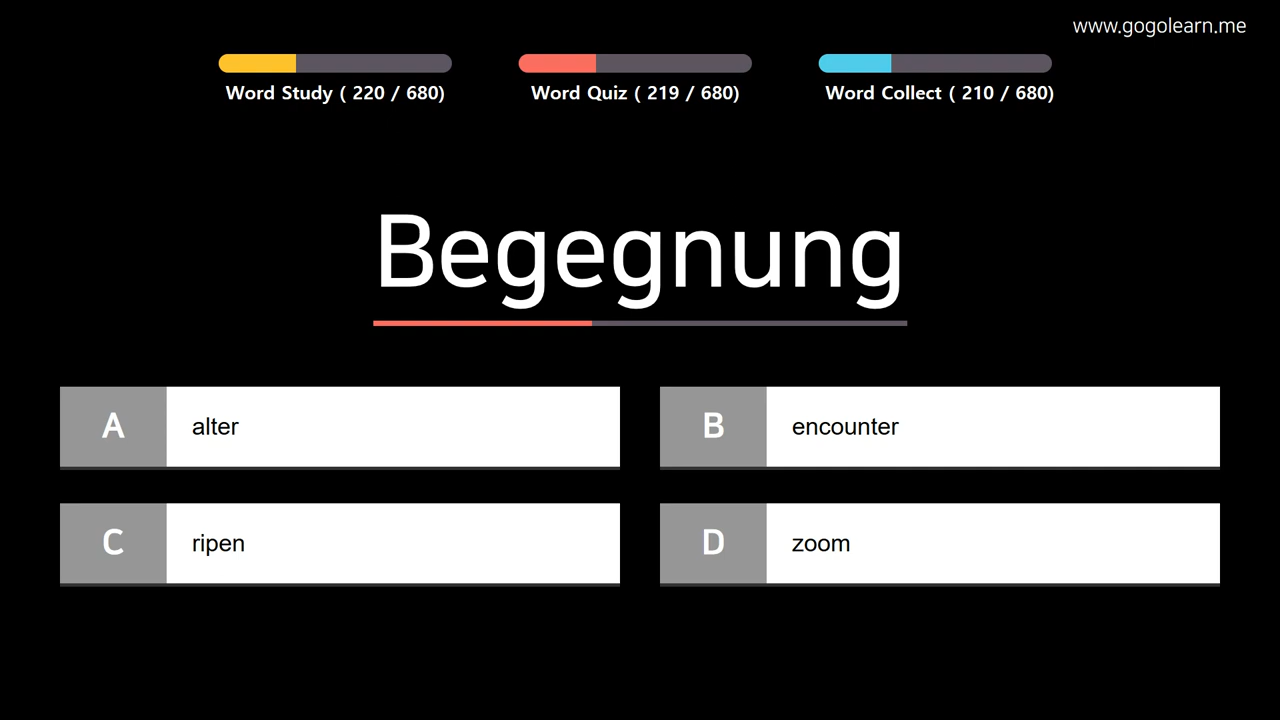 www.gogolearn.me
Word Study ( 220 / 680)
Word Quiz ( 219 / 680)
Word Collect ( 210 / 680)
Begegnung
A alter
B encounter
C ripen
D zoom